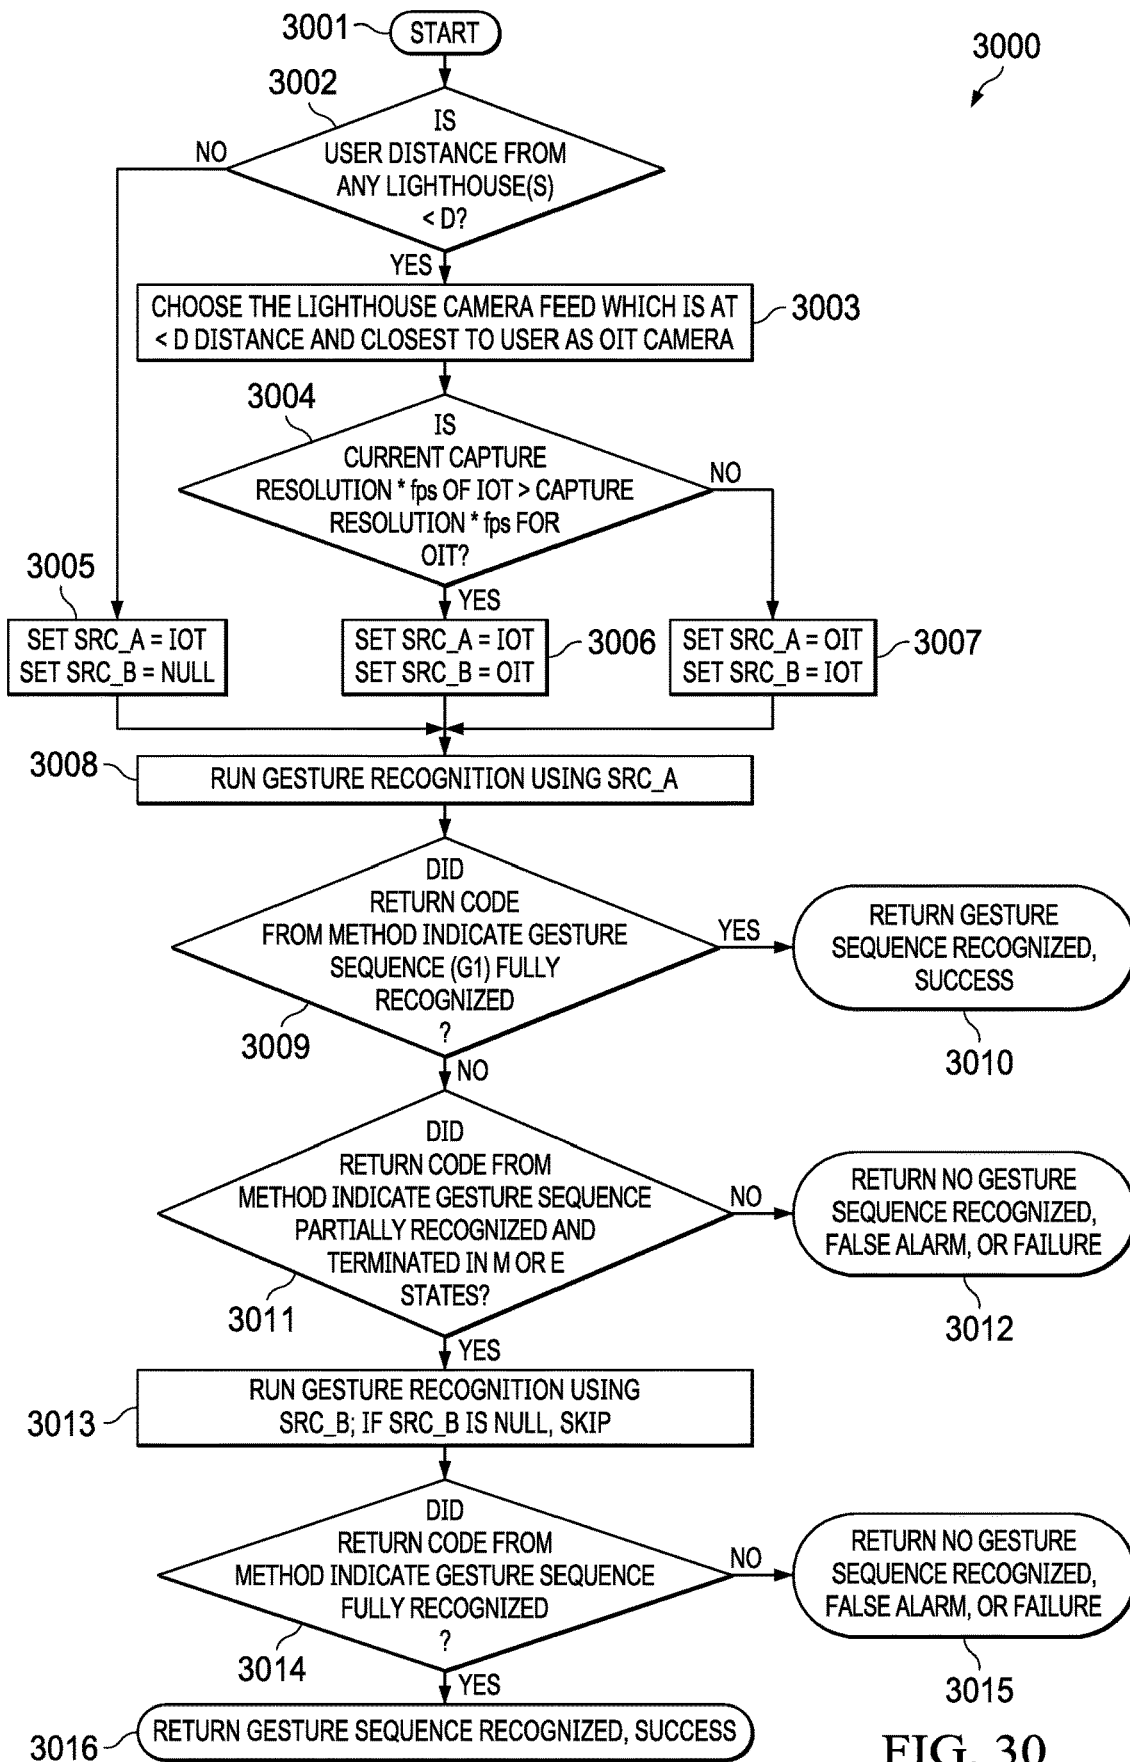 3001
START
3000
3002
IS
USER DISTANCE FROM
ANY LIGHTHOUSE(S)
< D?
NO
YES
CHOOSE THE LIGHTHOUSE CAMERA FEED WHICH IS AT
< D DISTANCE AND CLOSEST TO USER AS OIT CAMERA
3003
3004
IS
CURRENT CAPTURE
RESOLUTION * fps OF IOT > CAPTURE
RESOLUTION * fps FOR
OIT?
NO
YES
3005
SET SRC_A = IOT
SET SRC_B = NULL
SET SRC_A = IOT
SET SRC_B = OIT
3006
SET SRC_A = OIT
SET SRC_B = IOT
3007
3008
RUN GESTURE RECOGNITION USING SRC_A
DID
RETURN CODE
FROM METHOD INDICATE GESTURE
SEQUENCE (G1) FULLY
RECOGNIZED
?
3009
YES
RETURN GESTURE
SEQUENCE RECOGNIZED,
SUCCESS
3010
NO
DID
RETURN CODE FROM
METHOD INDICATE GESTURE SEQUENCE
PARTIALLY RECOGNIZED AND
TERMINATED IN M OR E
STATES?
3011
NO
RETURN NO GESTURE
SEQUENCE RECOGNIZED,
FALSE ALARM, OR FAILURE
3012
YES
RUN GESTURE RECOGNITION USING
SRC_B; IF SRC_B IS NULL, SKIP
3013
DID
RETURN CODE FROM
METHOD INDICATE GESTURE SEQUENCE
FULLY RECOGNIZED
?
3014
NO
RETURN NO GESTURE
SEQUENCE RECOGNIZED,
FALSE ALARM, OR FAILURE
3015
YES
3016
RETURN GESTURE SEQUENCE RECOGNIZED, SUCCESS
FIG. 30